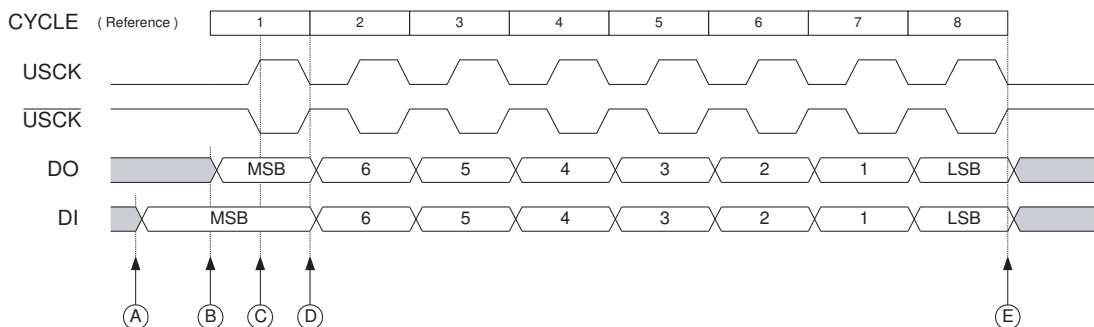 CYCLE ( Reference ) 1 2 3 4 5 6 7 8
USCK
USCK
DO MSB 6 5 4 3 2 1 LSB
DI MSB 6 5 4 3 2 1 LSB
A B C D E